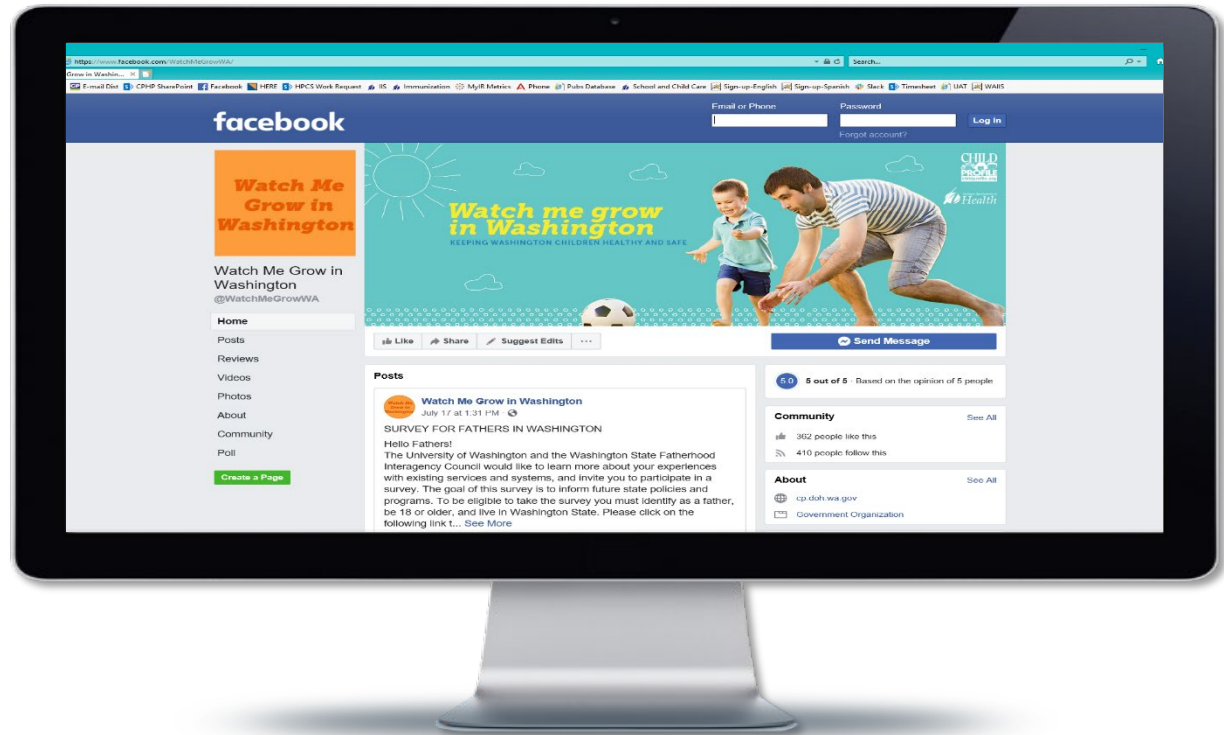 https://www.facebook.com/WatchMeGrowWA/
Search...
Grow in Washin...
E-mail Dist CPHP SharePoint Facebook HERE HPCS Work Request IIS Immunization MyIR Metrics Phone Pubs Database School and Child Care Sign-up-English Sign-up-Spanish Slack Timesheet UAT WAIIS
facebook
Email or Phone
Password
Log In
Forgot account?
Watch Me
Grow in
Washington
Watch me grow
in Washington
KEEPING WASHINGTON CHILDREN HEALTHY AND SAFE
CHILD
PROFILE
Health
Watch Me Grow in
Washington
@WatchMeGrowWA
Home
Posts
Reviews
Videos
Photos
About
Community
Poll
Create a Page
Like Share Suggest Edits ...
Send Message
Posts
Watch Me Grow in Washington
July 17 at 1:31 PM ·
SURVEY FOR FATHERS IN WASHINGTON
Hello Fathers!
The University of Washington and the Washington State Fatherhood
Interagency Council would like to learn more about your experiences
with existing services and systems, and invite you to participate in a
survey. The goal of this survey is to inform future state policies and
programs. To be eligible to take the survey you must identify as a father,
be 18 or older, and live in Washington State. Please click on the
following link t... See More
5.0 5 out of 5 · Based on the opinion of 5 people
Community See All
362 people like this
410 people follow this
About See All
cp.doh.wa.gov
Government Organization